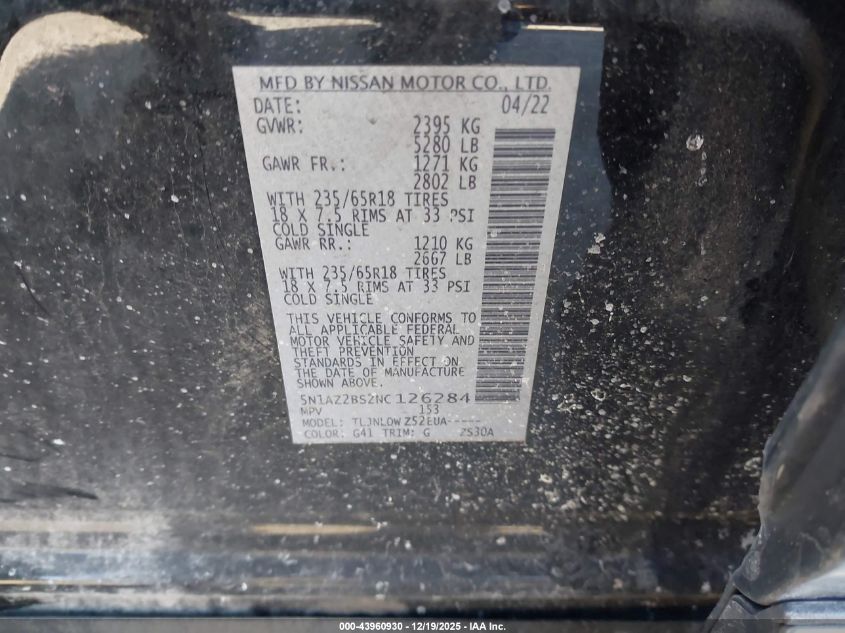 MFD BY NISSAN MOTOR CO., LTD.
DATE: 04/22
GVWR: 2395 KG
5280 LB
GAWR FR.: 1271 KG
2802 LB
WITH 235/65R18 TIRES
18 X 7.5 RIMS AT 33 PSI
COLD SINGLE
GAWR RR.: 1210 KG
2667 LB
WITH 235/65R18 TIRES
18 X 7.5 RIMS AT 33 PSI
COLD SINGLE
THIS VEHICLE CONFORMS TO
ALL APPLICABLE FEDERAL
MOTOR VEHICLE SAFETY AND
THEFT PREVENTION
STANDARDS IN EFFECT ON
THE DATE OF MANUFACTURE
SHOWN ABOVE.
5N1AZ2BS2NC126284
MPV 153
MODEL: TLJNLOW Z52EUA-----
COLOR: G41 TRIM: G ZS30A
000-43960930 - 12/19/2025 - IAA Inc.